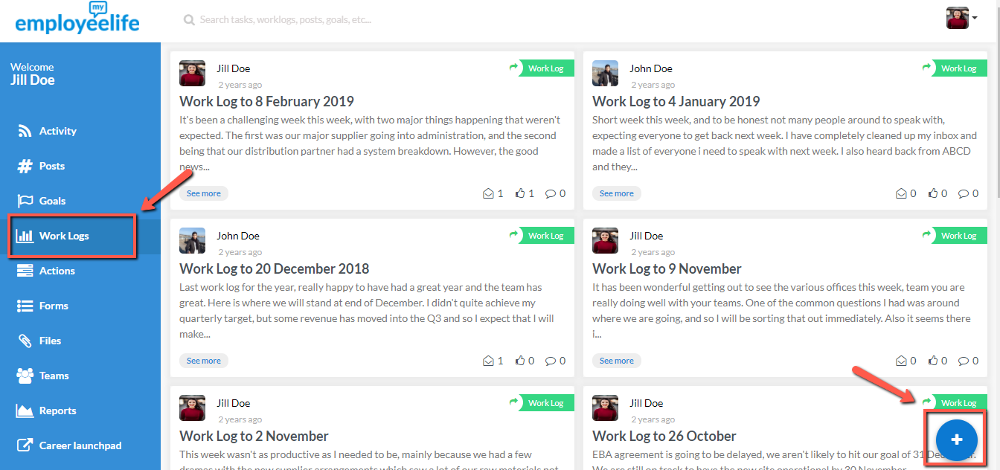 my
employeelife
Search tasks, worklogs, posts, goals, etc...
Welcome
Jill Doe
Activity
Posts
Goals
Work Logs
Actions
Forms
Files
Teams
Reports
Career launchpad
Jill Doe
Work Log
2 years ago
Work Log to 8 February 2019
It's been a challenging week this week, with two major things happening that weren't
expected. The first was our major supplier going into administration, and the second
being that our distribution partner had a system breakdown. However, the good
news...
See more
1 1 0
John Doe
Work Log
2 years ago
Work Log to 4 January 2019
Short week this week, and to be honest not many people around to speak with,
expecting everyone to get back next week. I have completely cleaned up my inbox and
made a list of everyone i need to speak with next week. I also heard back from ABCD
and they...
See more
0 0 0
John Doe
Work Log
2 years ago
Work Log to 20 December 2018
Last work log for the year, really happy to have had a great year and the team has
great. Here is where we will stand at end of December. I didn't quite achieve my
quarterly target, but some revenue has moved into the Q3 and so I expect that I will
make...
See more
1 0 0
Jill Doe
Work Log
2 years ago
Work Log to 9 November
It has been wonderful getting out to see the various offices this week, team you are
really doing well with your teams. One of the common questions I had was around
where we are going, and so I will be sorting that out immediately. Also it seems there
i...
See more
0 0 0
Jill Doe
Work Log
2 years ago
Work Log to 2 November
This week wasn't as productive as I needed to be, mainly because we had a few
dramas with the new supplier arrangements which saw a lot of our raw materials not
Jill Doe
Work Log
2 years ago
Work Log to 26 October
EBA agreement is going to be delayed, we aren't likely to hit our goal of 31
We are still on track to have the new site operational by 30 November